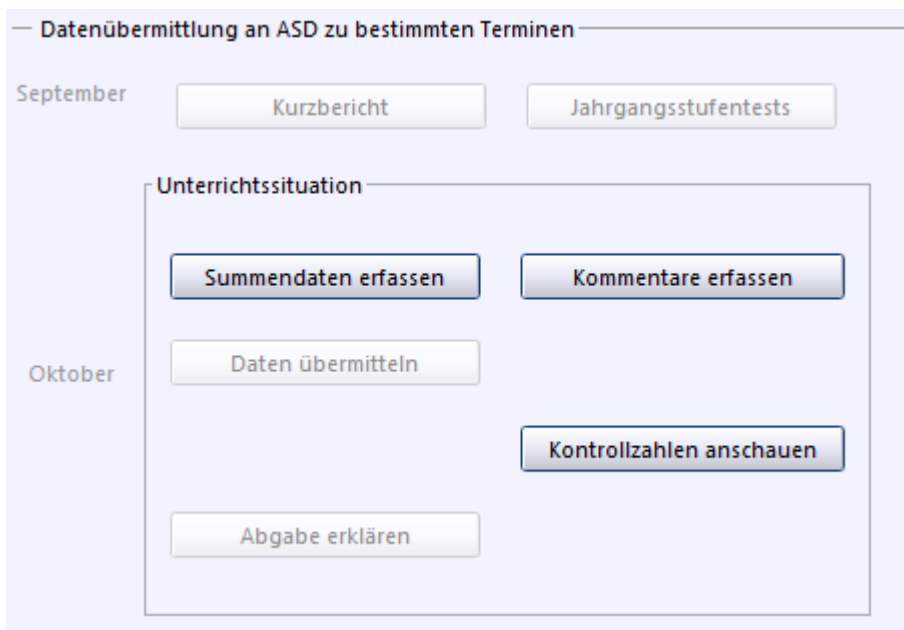 Datenübermittlung an ASD zu bestimmten Terminen
September
Kurzbericht
Jahrgangsstufentests
Unterrichtssituation
Summendaten erfassen
Kommentare erfassen
Oktober
Daten übermitteln
Kontrollzahlen anschauen
Abgabe erklären